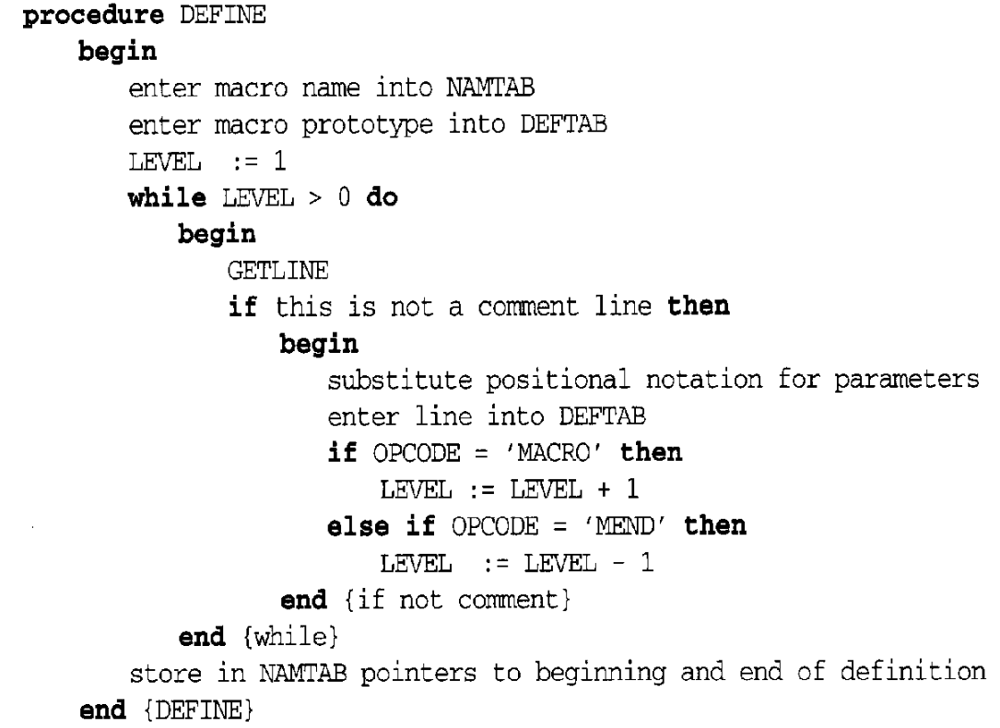 procedure DEFINE
begin
enter macro name into NAMTAB
enter macro prototype into DEFTAB
LEVEL := 1
while LEVEL > 0 do
begin
GETLINE
if this is not a comment line then
begin
substitute positional notation for parameters
enter line into DEFTAB
if OPCODE = 'MACRO' then
LEVEL := LEVEL + 1
else if OPCODE = 'MEND' then
LEVEL := LEVEL - 1
end {if not comment}
end {while}
store in NAMTAB pointers to beginning and end of definition
end {DEFINE}